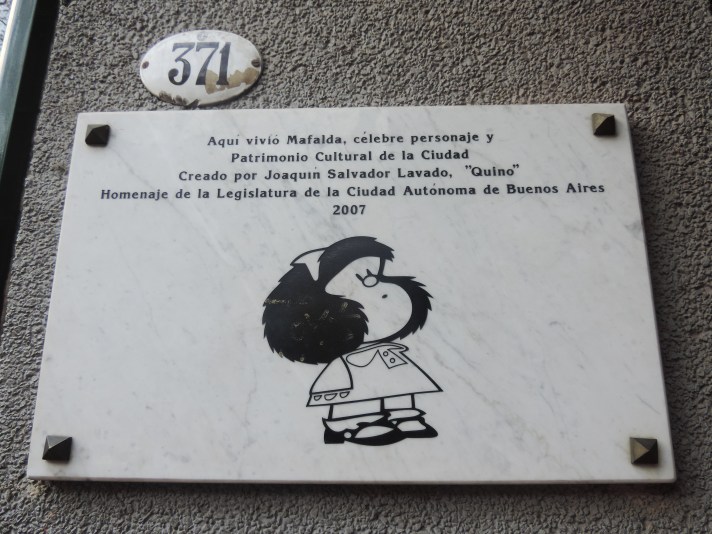 371
Aquí vivió Mafalda, célebre personaje y
Patrimonio Cultural de la Ciudad
Creado por Joaquín Salvador Lavado, "Quino"
Homenaje de la Legislatura de la Ciudad Autónoma de Buenos Aires
2007